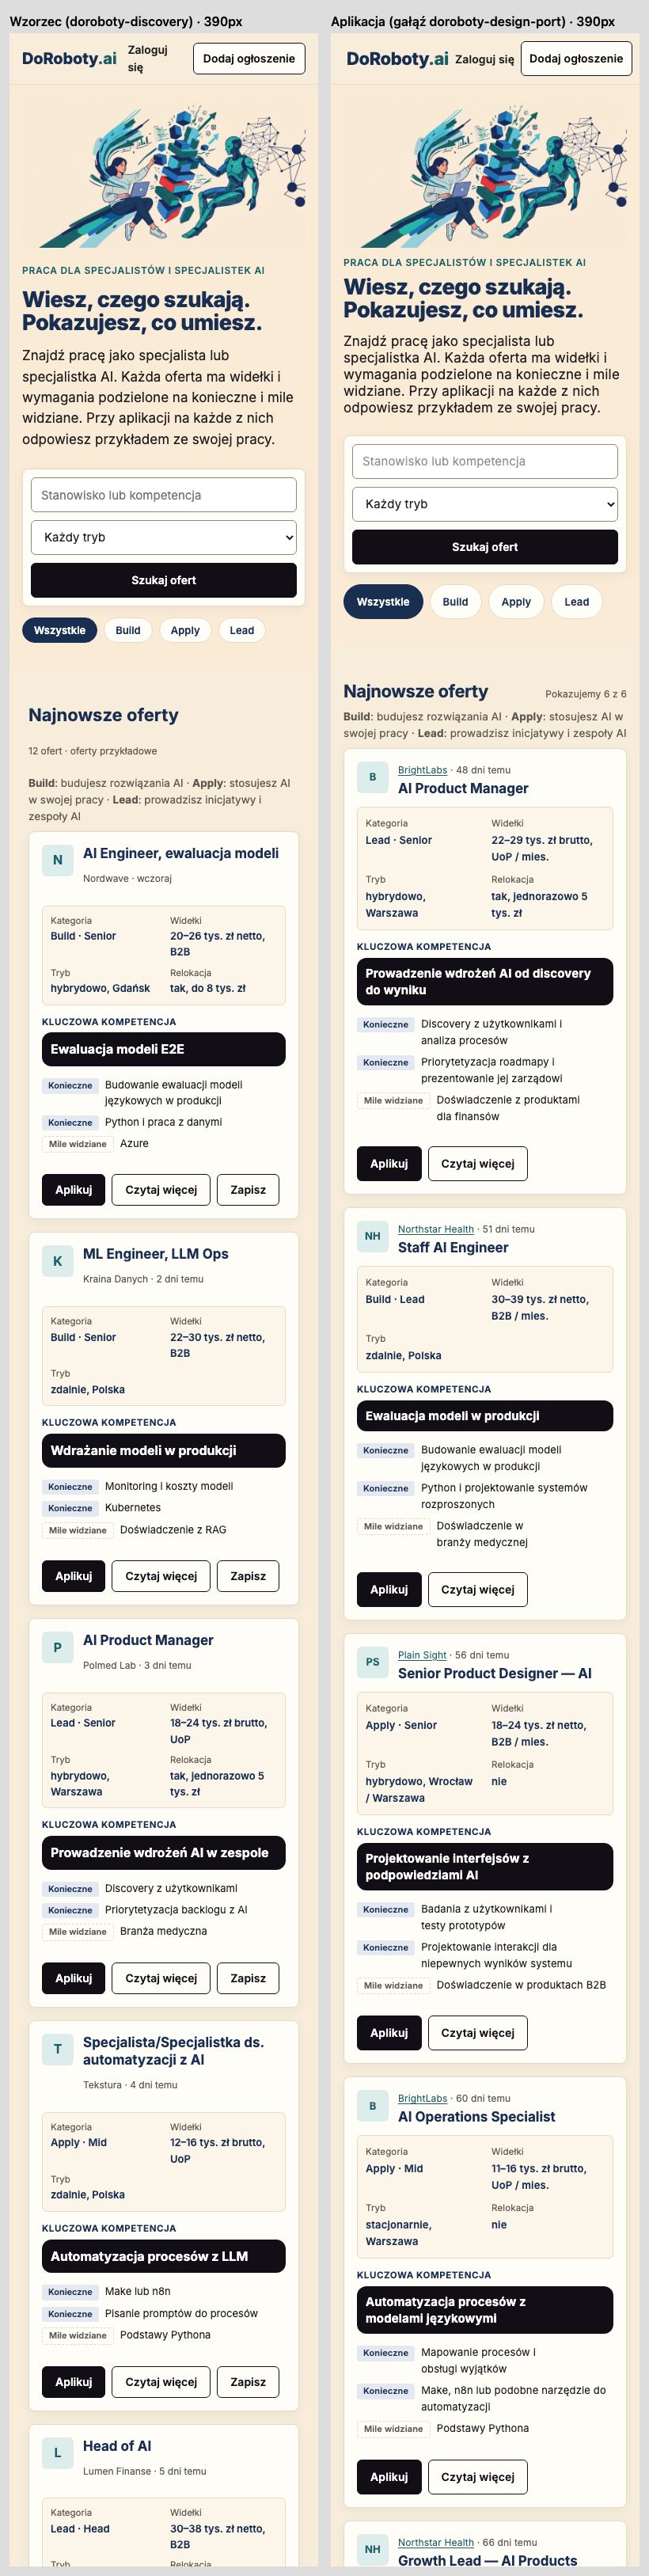 Wzorzec (doroboty-discovery) · 390px
DoRoboty.ai
Zaloguj
się
Dodaj ogłoszenie
PRACA DLA SPECJALISTÓW I SPECJALISTEK AI
Wiesz, czego szukają.
Pokazujesz, co umiesz.
Znajdź pracę jako specjalista lub
specjalistka AI. Każda oferta ma widełki i
wymagania podzielone na konieczne i mile
widziane. Przy aplikacji na każde z nich
odpowiesz przykładem ze swojej pracy.
Stanowisko lub kompetencja
Każdy tryb
Szukaj ofert
Wszystkie Build Apply Lead
Najnowsze oferty
12 ofert · oferty przykładowe
Build: budujesz rozwiązania AI · Apply: stosujesz AI
w swojej pracy · Lead: prowadzisz inicjatywy i
zespoły AI
N
AI Engineer, ewaluacja modeli
Nordwave · wczoraj
Kategoria Widełki
Build · Senior 20–26 tys. zł netto,
B2B
Tryb Relokacja
hybrydowo, Gdańsk tak, do 8 tys. zł
KLUCZOWA KOMPETENCJA
Ewaluacja modeli E2E
Konieczne Budowanie ewaluacji modeli
językowych w produkcji
Konieczne Python i praca z danymi
Mile widziane Azure
Aplikuj Czytaj więcej Zapisz
K
ML Engineer, LLM Ops
Kraina Danych · 2 dni temu
Kategoria Widełki
Build · Senior 22–30 tys. zł netto,
B2B
Tryb
zdalnie, Polska
KLUCZOWA KOMPETENCJA
Wdrażanie modeli w produkcji
Konieczne Monitoring i koszty modeli
Konieczne Kubernetes
Mile widziane Doświadczenie z RAG
Aplikuj Czytaj więcej Zapisz
P
AI Product Manager
Polmed Lab · 3 dni temu
Kategoria Widełki
Lead · Senior 18–24 tys. zł brutto,
UoP
Tryb Relokacja
hybrydowo, tak, jednorazowo 5
Warszawa tys. zł
KLUCZOWA KOMPETENCJA
Prowadzenie wdrożeń AI w zespole
Konieczne Discovery z użytkownikami
Konieczne Priorytetyzacja backlogu z AI
Mile widziane Branża medyczna
Aplikuj Czytaj więcej Zapisz
T
Specjalista/Specjalistka ds.
automatyzacji z AI
Tekstura · 4 dni temu
Kategoria Widełki
Apply · Mid 12–16 tys. zł brutto,
UoP
Tryb
zdalnie, Polska
KLUCZOWA KOMPETENCJA
Automatyzacja procesów z LLM
Konieczne Make lub n8n
Konieczne Pisanie promptów do procesów
Mile widziane Podstawy Pythona
Aplikuj Czytaj więcej Zapisz
L
Head of AI
Lumen Finanse · 5 dni temu
Kategoria Widełki
Lead · Head 30–38 tys. zł brutto,
B2B
Tryb Relokacja
Aplikacja (gałąź doroboty-design-port) · 390px
DoRoboty.ai
Zaloguj się
Dodaj ogłoszenie
PRACA DLA SPECJALISTÓW I SPECJALISTEK AI
Wiesz, czego szukają.
Pokazujesz, co umiesz.
Znajdź pracę jako specjalista lub
specjalistka AI. Każda oferta ma widełki i
wymagania podzielone na konieczne i mile
widziane. Przy aplikacji na każde z nich
odpowiesz przykładem ze swojej pracy.
Stanowisko lub kompetencja
Każdy tryb
Szukaj ofert
Wszystkie Build Apply Lead
Najnowsze oferty Pokazujemy 6 z 6
Build: budujesz rozwiązania AI · Apply: stosujesz AI w
swojej pracy · Lead: prowadzisz inicjatywy i zespoły AI
B
BrightLabs · 48 dni temu
AI Product Manager
Kategoria Widełki
Lead · Senior 22–29 tys. zł brutto,
UoP / mies.
Tryb Relokacja
hybrydowo, tak, jednorazowo 5
Warszawa tys. zł
KLUCZOWA KOMPETENCJA
Prowadzenie wdrożeń AI od discovery
do wyniku
Konieczne Discovery z użytkownikami i
analiza procesów
Konieczne Priorytetyzacja roadmapy i
prezentowanie jej zarządowi
Mile widziane Doświadczenie z produktami
dla finansów
Aplikuj Czytaj więcej
NH
Northstar Health · 51 dni temu
Staff AI Engineer
Kategoria Widełki
Build · Lead 30–39 tys. zł netto,
B2B / mies.
Tryb
zdalnie, Polska
KLUCZOWA KOMPETENCJA
Ewaluacja modeli w produkcji
Konieczne Budowanie ewaluacji modeli
językowych w produkcji
Konieczne Python i projektowanie systemów
rozproszonych
Mile widziane Doświadczenie w
branży medycznej
Aplikuj Czytaj więcej
PS
Plain Sight · 56 dni temu
Senior Product Designer — AI
Kategoria Widełki
Apply · Senior 18–24 tys. zł netto,
B2B / mies.
Tryb Relokacja
hybrydowo, Wrocław nie
/ Warszawa
KLUCZOWA KOMPETENCJA
Projektowanie interfejsów z
podpowiedziami AI
Konieczne Badania z użytkownikami i
testy prototypów
Konieczne Projektowanie interakcji dla
niepewnych wyników systemu
Mile widziane Doświadczenie w produktach B2B
Aplikuj Czytaj więcej
B
BrightLabs · 60 dni temu
AI Operations Specialist
Kategoria Widełki
Apply · Mid 11–16 tys. zł brutto,
UoP / mies.
Tryb Relokacja
stacjonarnie, nie
Warszawa
KLUCZOWA KOMPETENCJA
Automatyzacja procesów z
modelami językowymi
Konieczne Mapowanie procesów i
obsługi wyjątków
Konieczne Make, n8n lub podobne narzędzie do
automatyzacji
Mile widziane Podstawy Pythona
Aplikuj Czytaj więcej
NH
Northstar Health · 66 dni temu
Growth Lead — AI Products